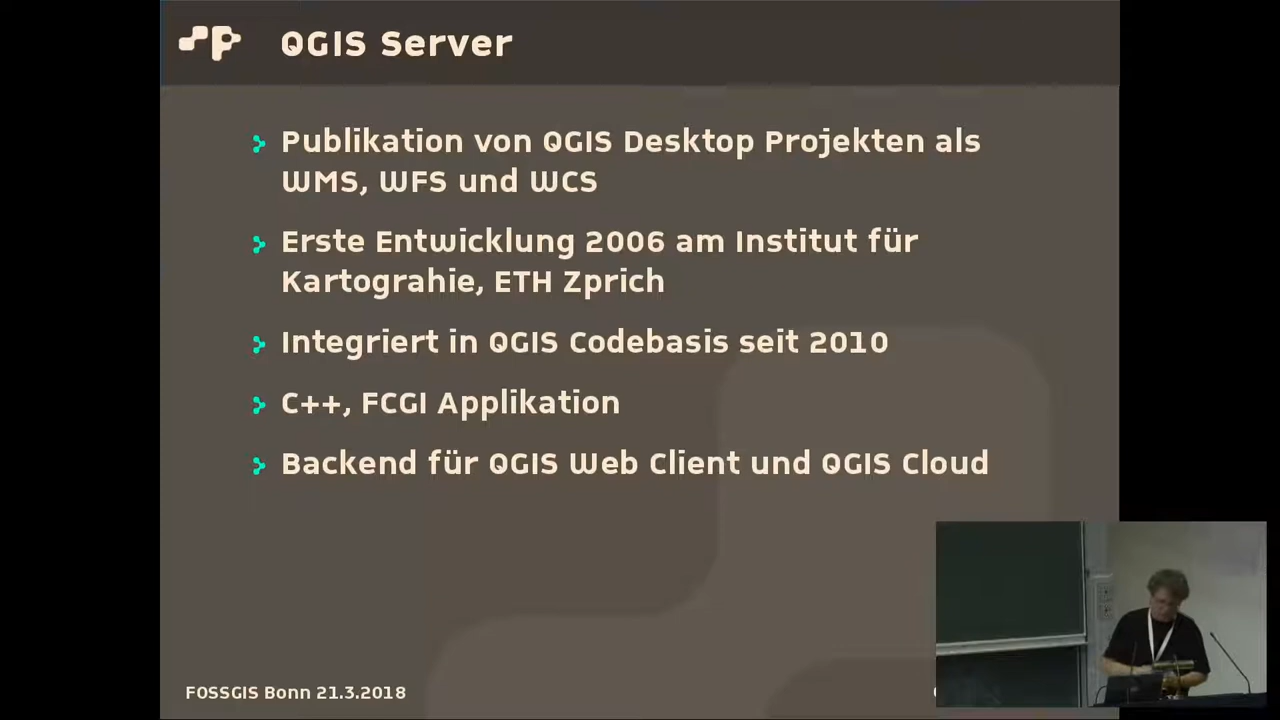 QGIS Server
Publikation von QGIS Desktop Projekten als
WMS, WFS und WCS
Erste Entwicklung 2006 am Institut für
Kartograhie, ETH Zprich
Integriert in QGIS Codebasis seit 2010
C++, FCGI Applikation
Backend für QGIS Web Client und QGIS Cloud
FOSSGIS Bonn 21.3.2018